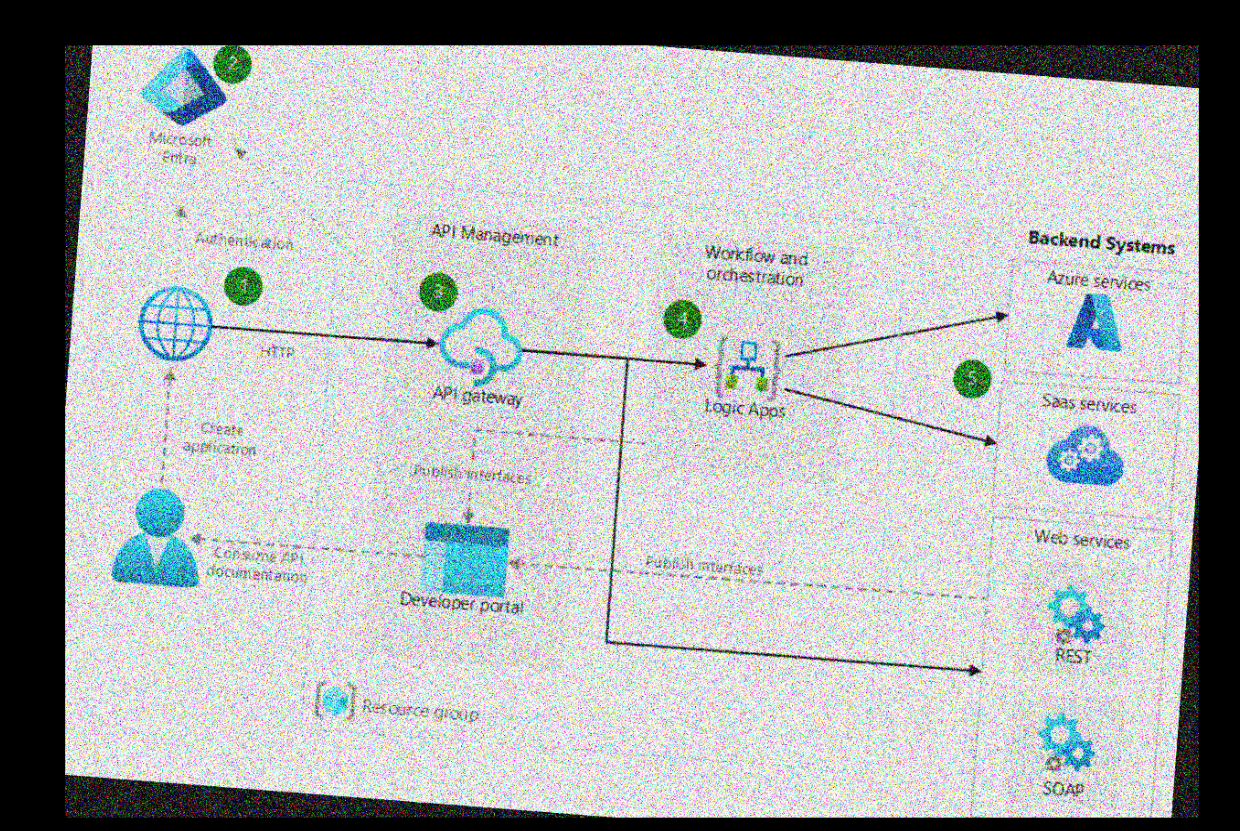 2
Microsoft
Entra
Authentication
1
HTTP
Create
application
Consume API
documentation
API Management
3
API gateway
Publish interfaces
Developer portal
Resource group
Workflow and
orchestration
4
Logic Apps
Publish interfaces
5
Backend Systems
Azure services
Saas services
Web services
REST
SOAP